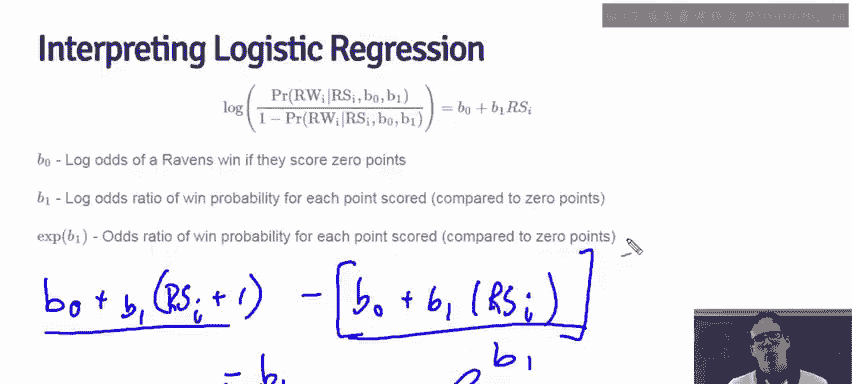 Interpreting Logistic Regression
log( Pr(RWᵢ|RSᵢ, b₀, b₁) / 1 − Pr(RWᵢ|RSᵢ, b₀, b₁) ) = b₀ + b₁RSᵢ
b₀ - Log odds of a Ravens win if they score zero points
b₁ - Log odds ratio of win probability for each point scored (compared to zero points)
exp(b₁) - Odds ratio of win probability for each point scored (compared to zero points)
b₀ + b₁(RSᵢ + 1) − [b₀ + b₁(RSᵢ)]
= b₁ e^b₁